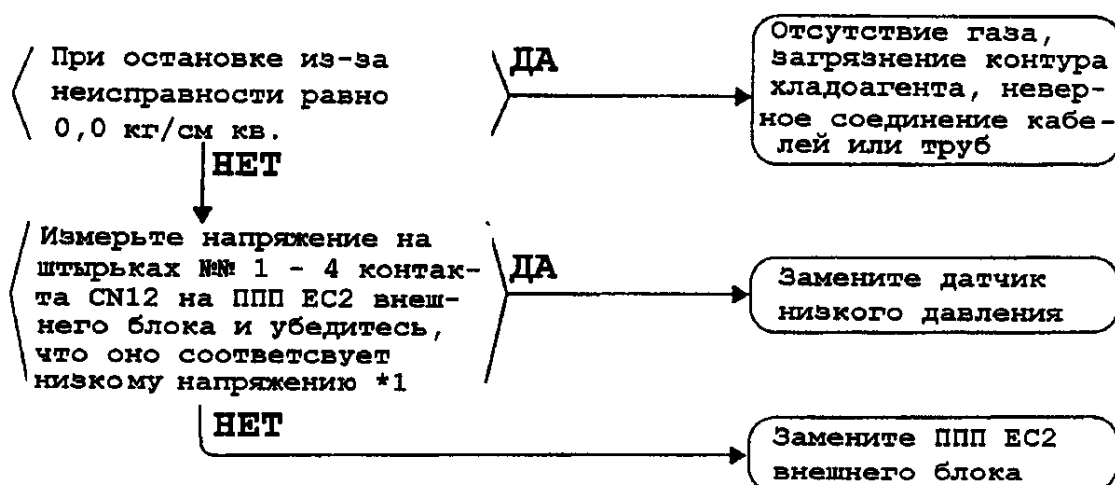 При остановке из-за
неисправности равно
0,0 кг/см кв.
ДА
Отсутствие газа,
загрязнение контура
хладоагента, невер-
ное соединение кабе-
лей или труб
НЕТ
Измерьте напряжение на
штырьках №№ 1 - 4 контак-
та CN12 на ППП EC2 внеш-
него блока и убедитесь,
что оно соответсвует
низкому напряжению *1
ДА
Замените датчик
низкого давления
НЕТ
Замените ППП EC2
внешнего блока